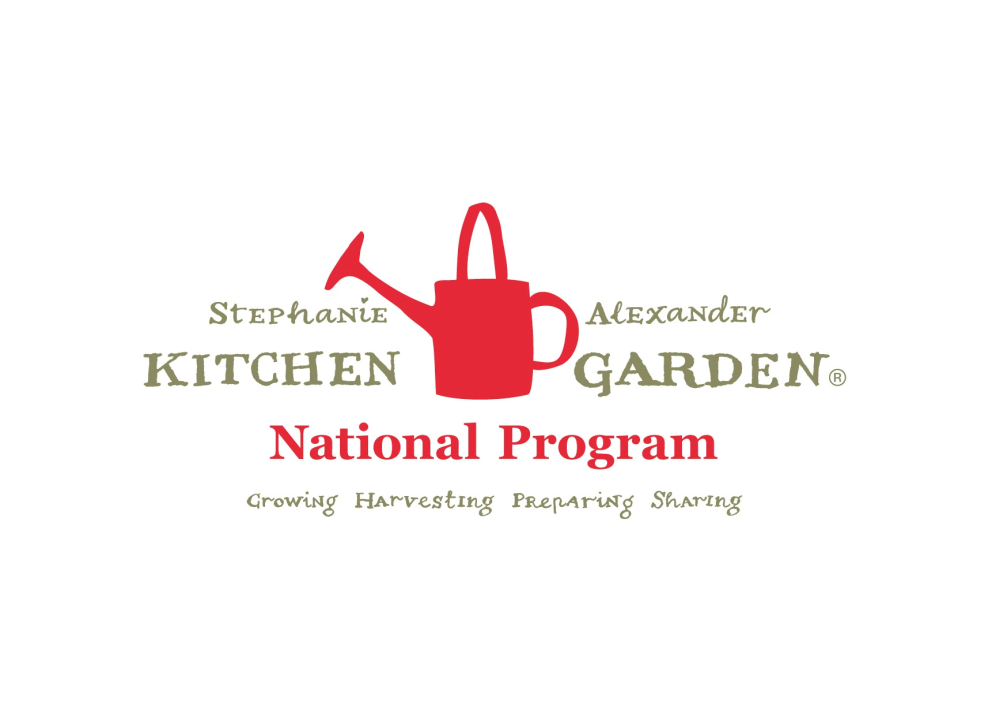 Stephanie Alexander
KITCHEN GARDEN®
National Program
Growing Harvesting Preparing Sharing